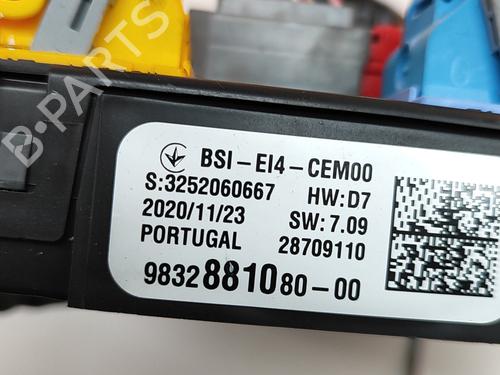 B-PARTS
BSI-EI4-CEM00
S:3252060667 HW:D7
2020/11/23 SW:7.09
PORTUGAL 28709110
9832881080-00